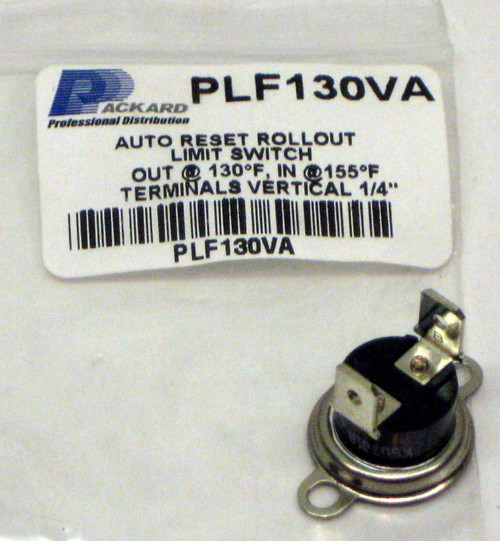 PACKARD
Professional Distribution
PLF130VA
AUTO RESET ROLLOUT
LIMIT SWITCH
OUT @ 130°F, IN @155°F
TERMINALS VERTICAL 1/4"
PLF130VA